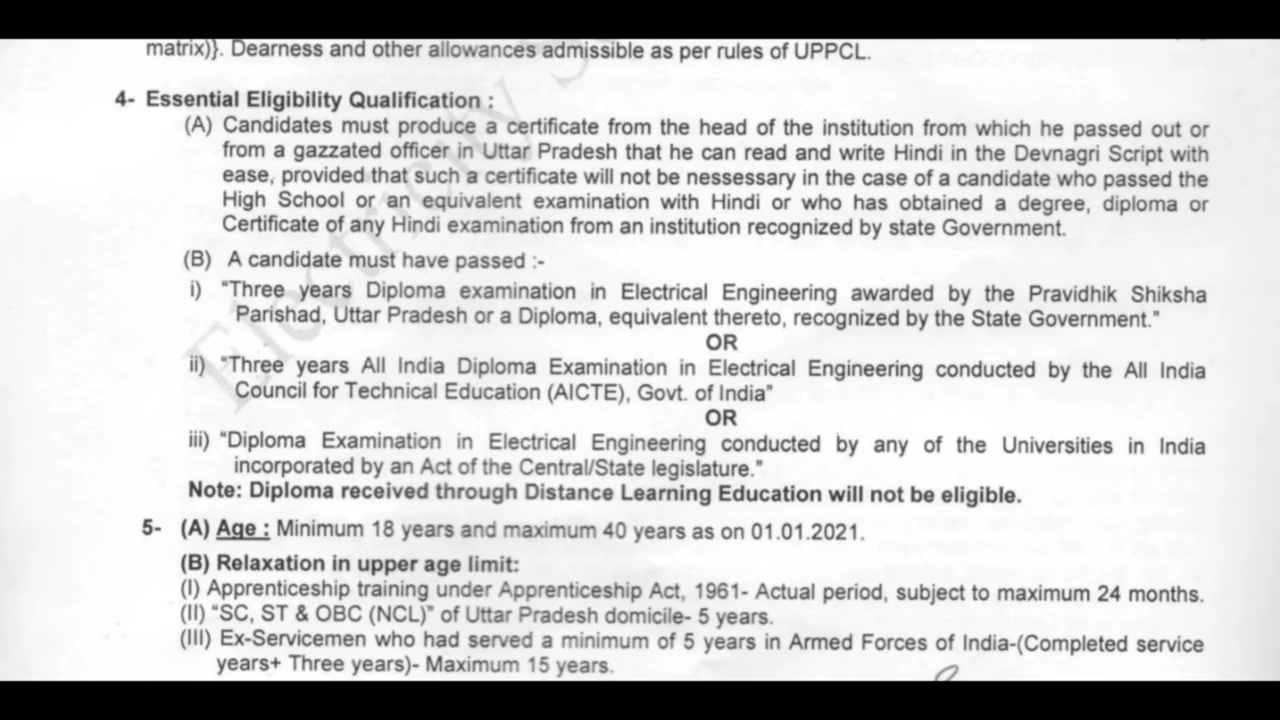 matrix)}. Dearness and other allowances admissible as per rules of UPPCL.
4- Essential Eligibility Qualification :
(A) Candidates must produce a certificate from the head of the institution from which he passed out or
from a gazzated officer in Uttar Pradesh that he can read and write Hindi in the Devnagri Script with
ease, provided that such a certificate will not be nessessary in the case of a candidate who passed the
High School or an equivalent examination with Hindi or who has obtained a degree, diploma or
Certificate of any Hindi examination from an institution recognized by state Government.
(B) A candidate must have passed :-
i) “Three years Diploma examination in Electrical Engineering awarded by the Pravidhik Shiksha
Parishad, Uttar Pradesh or a Diploma, equivalent thereto, recognized by the State Government.”
OR
ii) “Three years All India Diploma Examination in Electrical Engineering conducted by the All India
Council for Technical Education (AICTE), Govt. of India”
OR
iii) “Diploma Examination in Electrical Engineering conducted by any of the Universities in India
incorporated by an Act of the Central/State legislature.”
Note: Diploma received through Distance Learning Education will not be eligible.
5- (A) Age : Minimum 18 years and maximum 40 years as on 01.01.2021.
(B) Relaxation in upper age limit:
(I) Apprenticeship training under Apprenticeship Act, 1961- Actual period, subject to maximum 24 months.
(II) “SC, ST & OBC (NCL)” of Uttar Pradesh domicile- 5 years.
(III) Ex-Servicemen who had served a minimum of 5 years in Armed Forces of India-(Completed service
years+ Three years)- Maximum 15 years.
Electricity